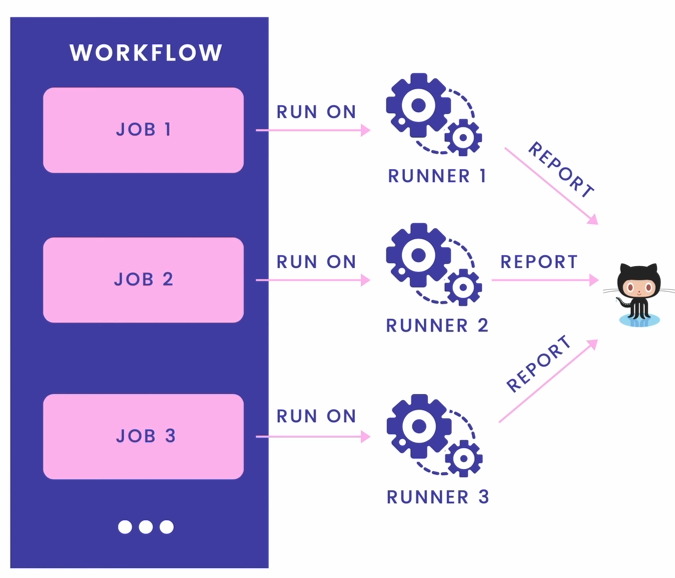 WORKFLOW
JOB 1
RUN ON
RUNNER 1
REPORT
JOB 2
RUN ON
RUNNER 2
REPORT
JOB 3
RUN ON
RUNNER 3
REPORT